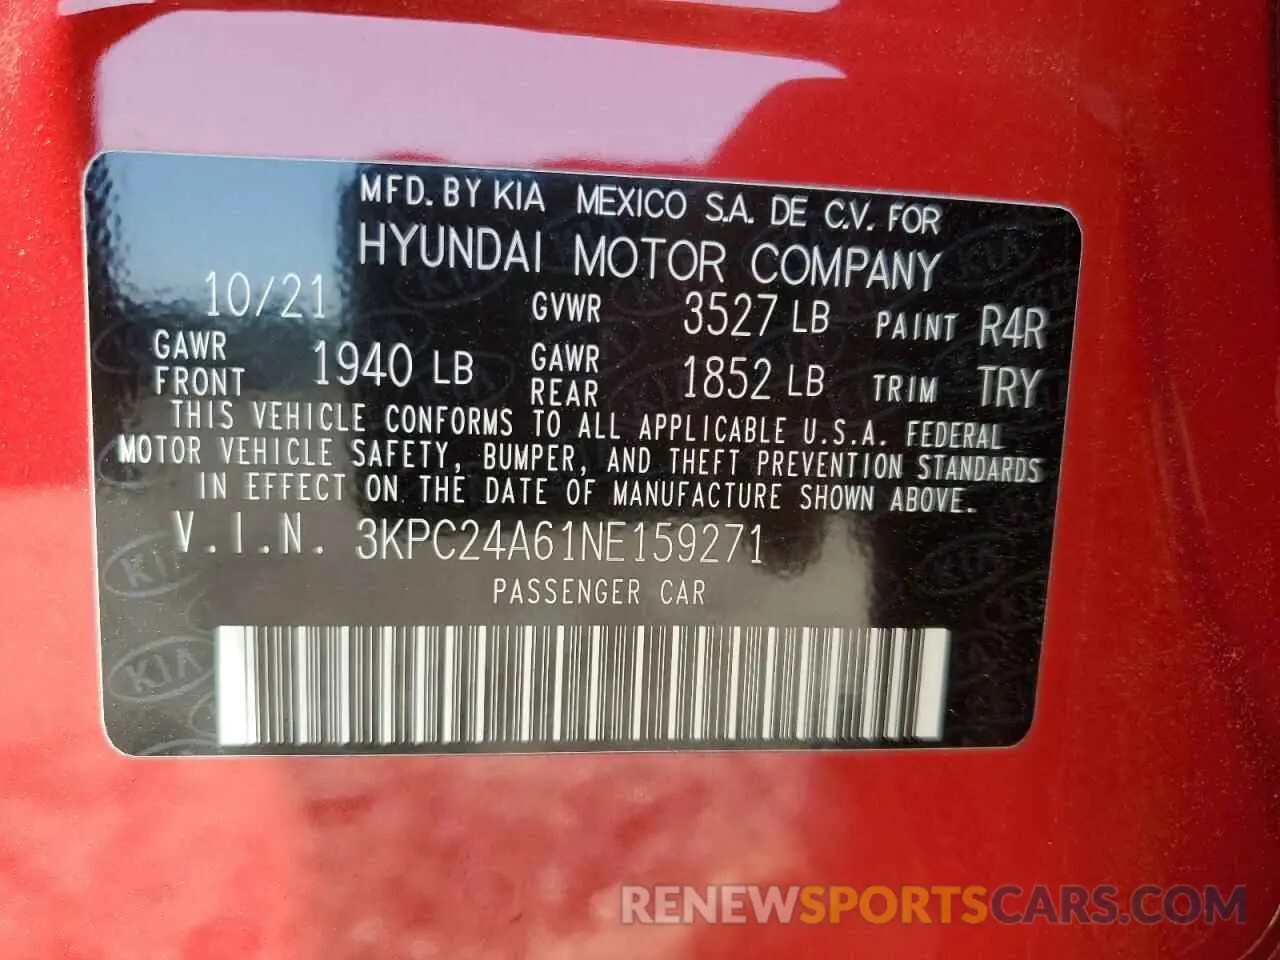 MFD. BY KIA MEXICO S.A. DE C.V. FOR
HYUNDAI MOTOR COMPANY
10/21 GVWR 3527 LB PAINT R4R
GAWR FRONT 1940 LB GAWR REAR 1852 LB TRIM TRY
THIS VEHICLE CONFORMS TO ALL APPLICABLE U.S.A. FEDERAL
MOTOR VEHICLE SAFETY, BUMPER, AND THEFT PREVENTION STANDARDS
IN EFFECT ON THE DATE OF MANUFACTURE SHOWN ABOVE.
V.I.N. 3KPC24A61NE159271
PASSENGER CAR
KIA
KIA
RENEWSPORTSCARS.COM